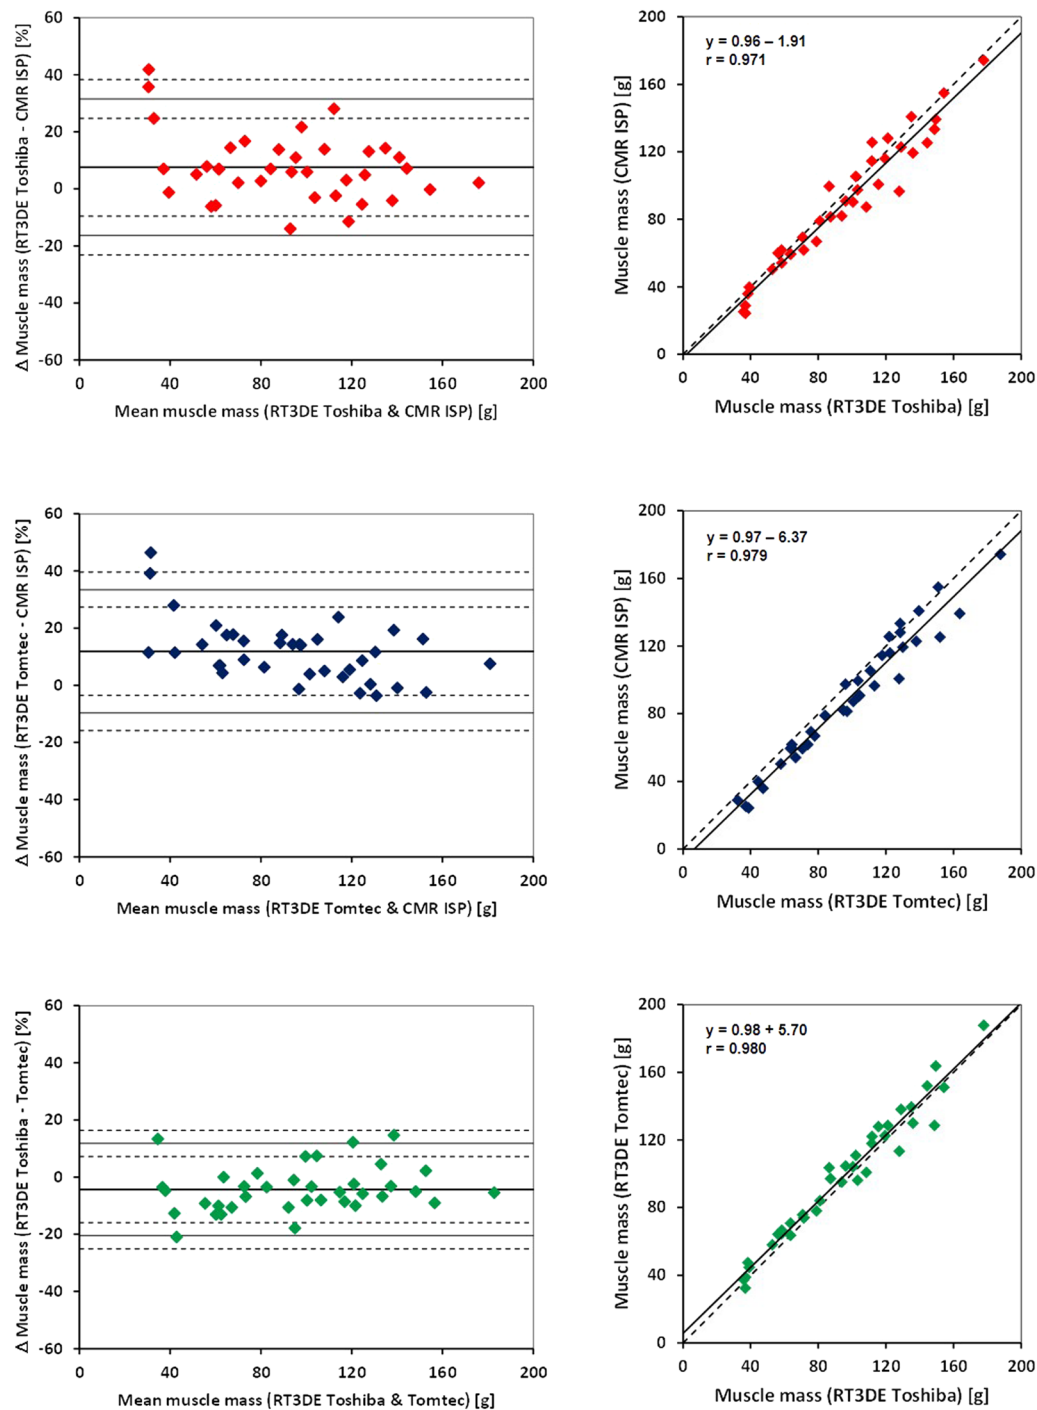 Δ Muscle mass (RT3DE Toshiba - CMR ISP) [%]
60
40
20
0
-20
-40
-60
0 40 80 120 160 200
Mean muscle mass (RT3DE Toshiba & CMR ISP) [g]
Muscle mass (CMR ISP) [g]
200
160
120
80
40
0
y = 0.96 – 1.91
r = 0.971
0 40 80 120 160 200
Muscle mass (RT3DE Toshiba) [g]
Δ Muscle mass (RT3DE Tomtec - CMR ISP) [%]
60
40
20
0
-20
-40
-60
0 40 80 120 160 200
Mean muscle mass (RT3DE Tomtec & CMR ISP) [g]
Muscle mass (CMR ISP) [g]
200
160
120
80
40
0
y = 0.97 – 6.37
r = 0.979
0 40 80 120 160 200
Muscle mass (RT3DE Tomtec) [g]
Δ Muscle mass (RT3DE Toshiba - Tomtec) [%]
60
40
20
0
-20
-40
-60
0 40 80 120 160 200
Mean muscle mass (RT3DE Toshiba & Tomtec) [g]
Muscle mass (RT3DE Tomtec) [g]
200
160
120
80
40
0
y = 0.98 + 5.70
r = 0.980
0 40 80 120 160 200
Muscle mass (RT3DE Toshiba) [g]